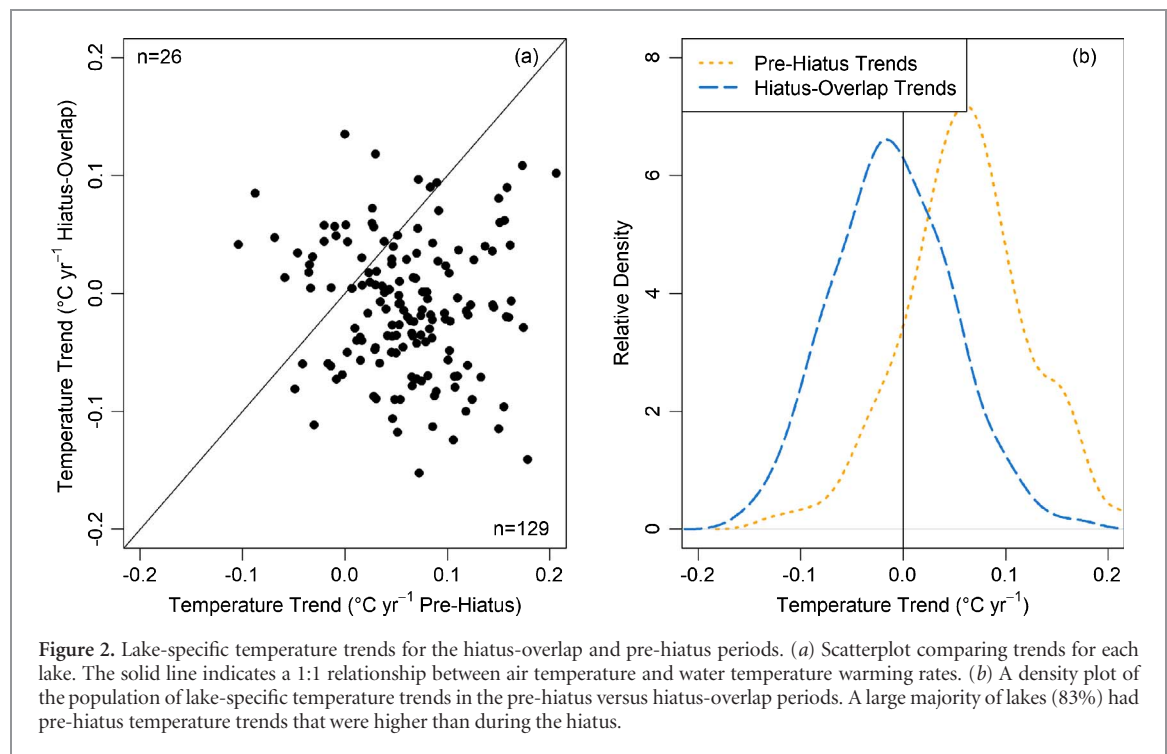 n=26
(a)
0.2
0.1
0.0
-0.1
-0.2
Temperature Trend (°C yr⁻¹ Hiatus-Overlap)
n=129
-0.2 -0.1 0.0 0.1 0.2
Temperature Trend (°C yr⁻¹ Pre-Hiatus)
Pre-Hiatus Trends
Hiatus-Overlap Trends
(b)
8
6
4
2
0
Relative Density
-0.2 -0.1 0.0 0.1 0.2
Temperature Trend (°C yr⁻¹)
Figure 2. Lake-specific temperature trends for the hiatus-overlap and pre-hiatus periods. (a) Scatterplot comparing trends for each
lake. The solid line indicates a 1:1 relationship between air temperature and water temperature warming rates. (b) A density plot of
the population of lake-specific temperature trends in the pre-hiatus versus hiatus-overlap periods. A large majority of lakes (83%) had
pre-hiatus temperature trends that were higher than during the hiatus.